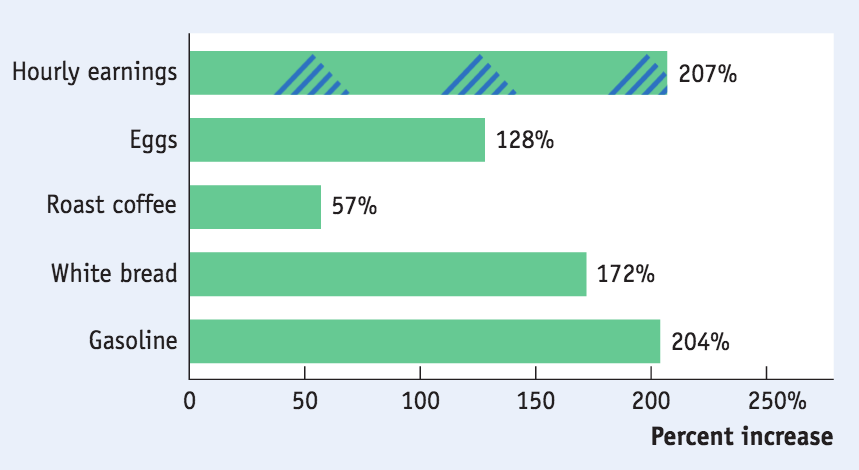 Hourly earnings 207%
Eggs 128%
Roast coffee 57%
White bread 172%
Gasoline 204%
0 50 100 150 200 250%
Percent increase